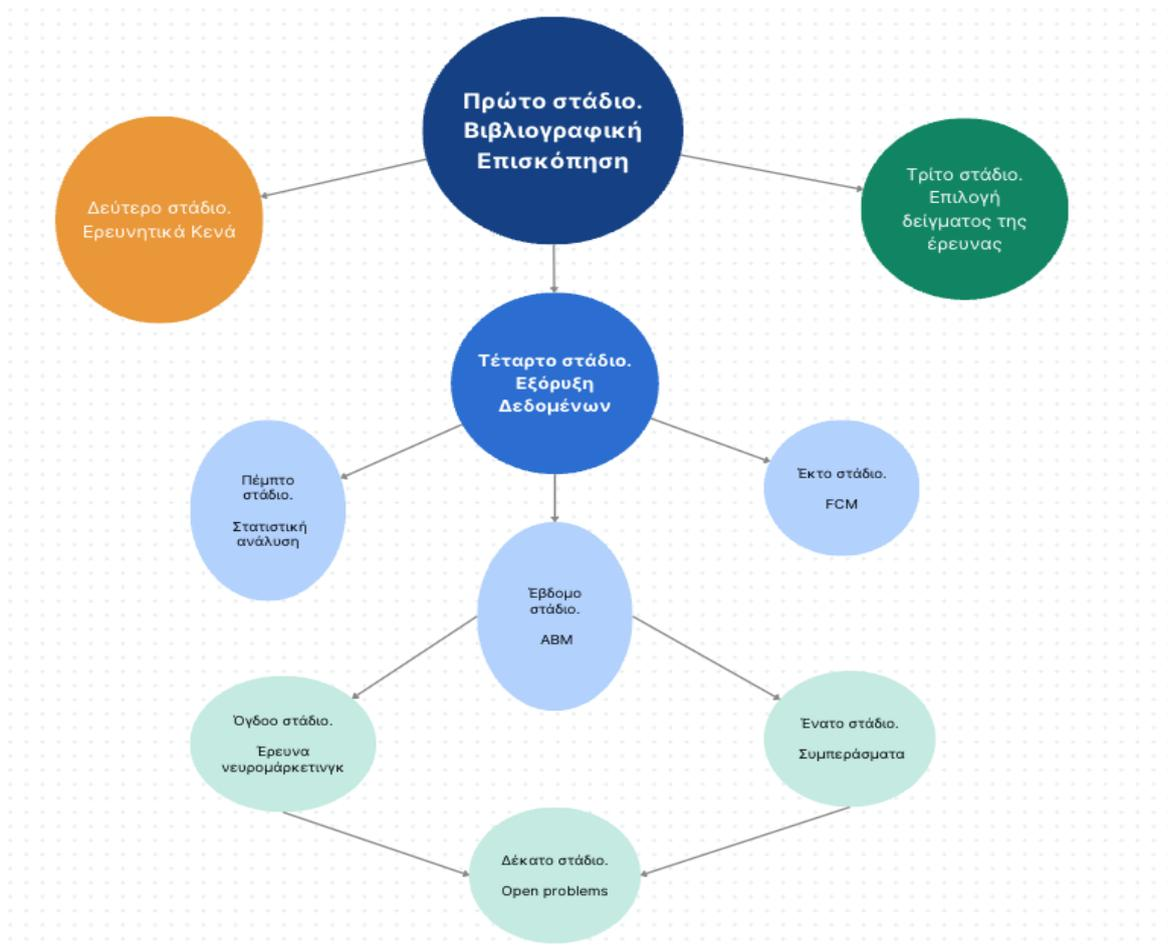 Πρώτο στάδιο.
Βιβλιογραφική
Επισκόπηση
Δεύτερο στάδιο.
Ερευνητικά Κενά
Τρίτο στάδιο.
Επιλογή
δείγματος της
έρευνας
Τέταρτο στάδιο.
Εξόρυξη
Δεδομένων
Πέμπτο
στάδιο.
Στατιστική
ανάλυση
Έκτο στάδιο.
FCM
Έβδομο
στάδιο.
ABM
Όγδοο στάδιο.
Έρευνα
νευρομάρκετινγκ
Ένατο στάδιο.
Συμπεράσματα
Δέκατο στάδιο.
Open problems